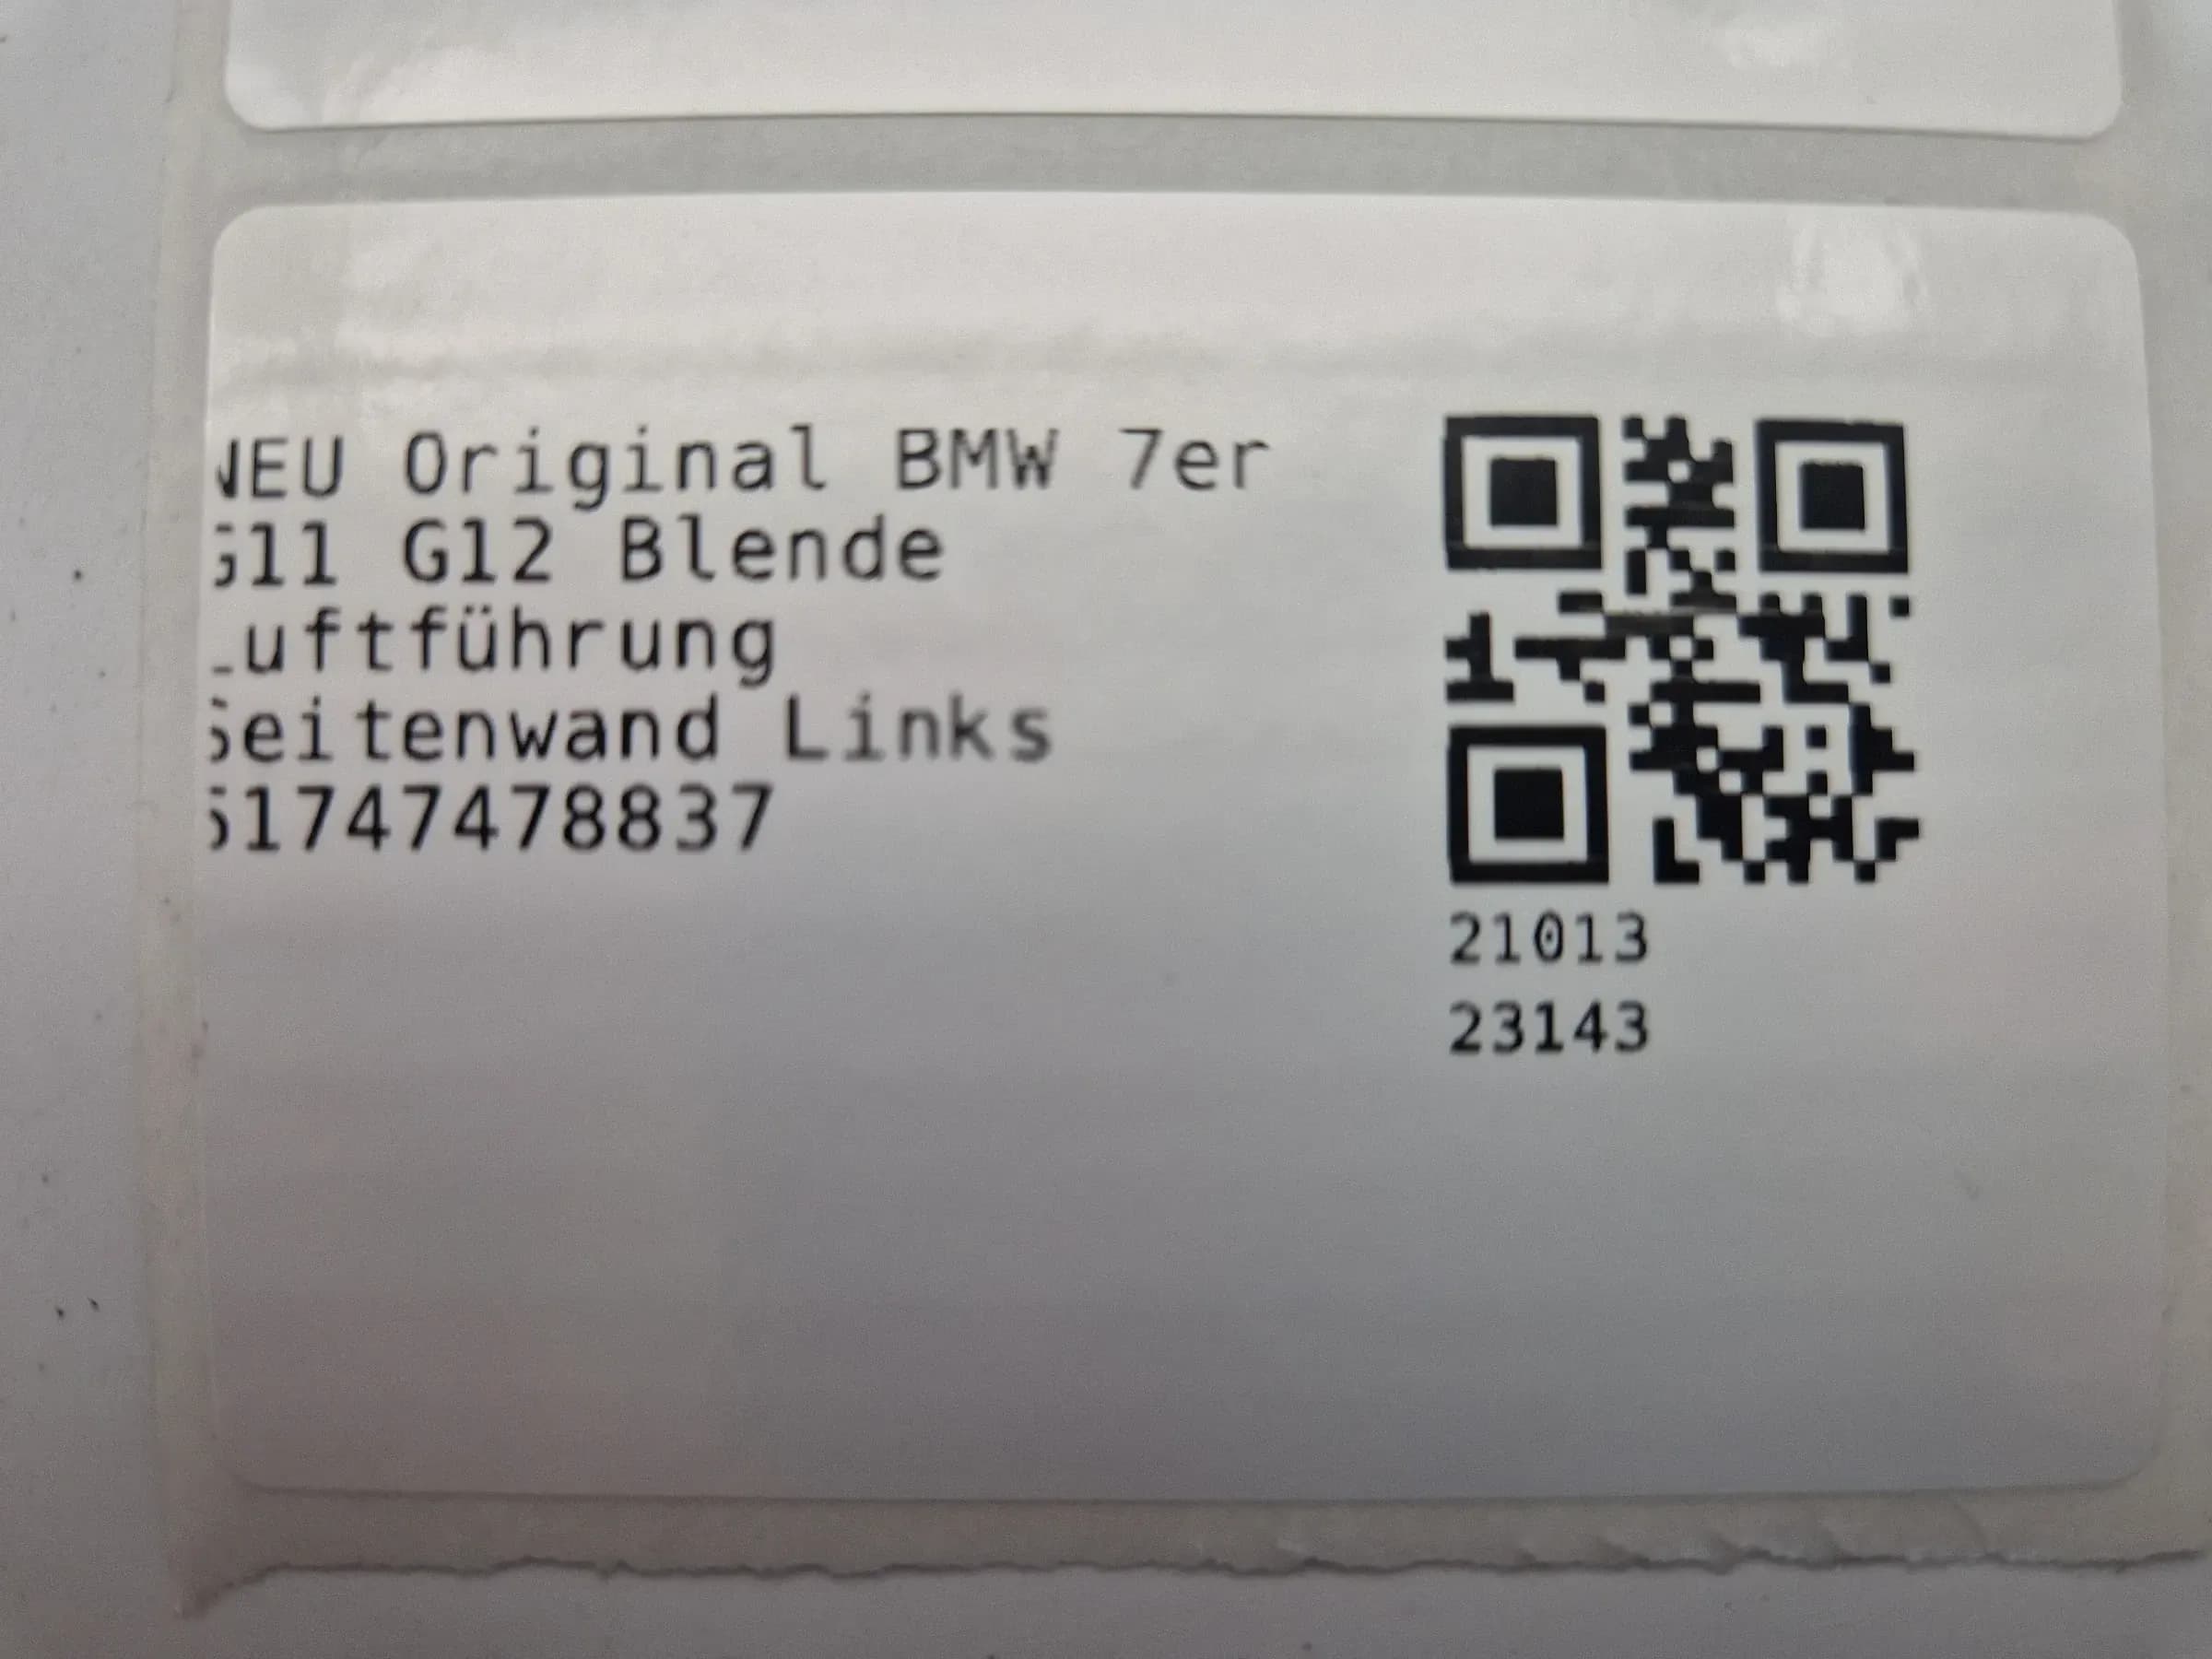 NEU Original BMW 7er
G11 G12 Blende
Luftführung
Seitenwand Links
51747478837
21013
23143